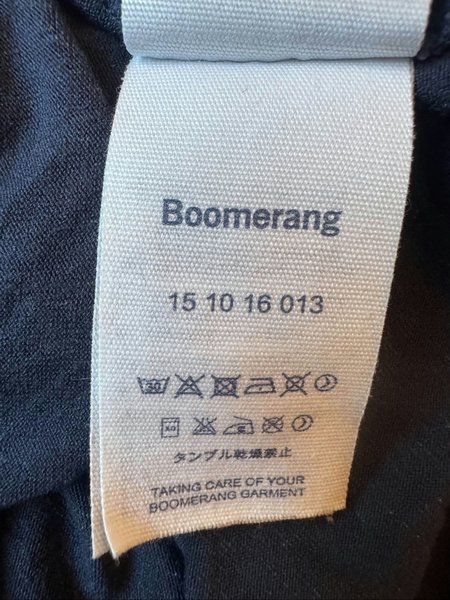 Boomerang
15 10 16 013
タンブル乾燥禁止
TAKING CARE OF YOUR
BOOMERANG GARMENT